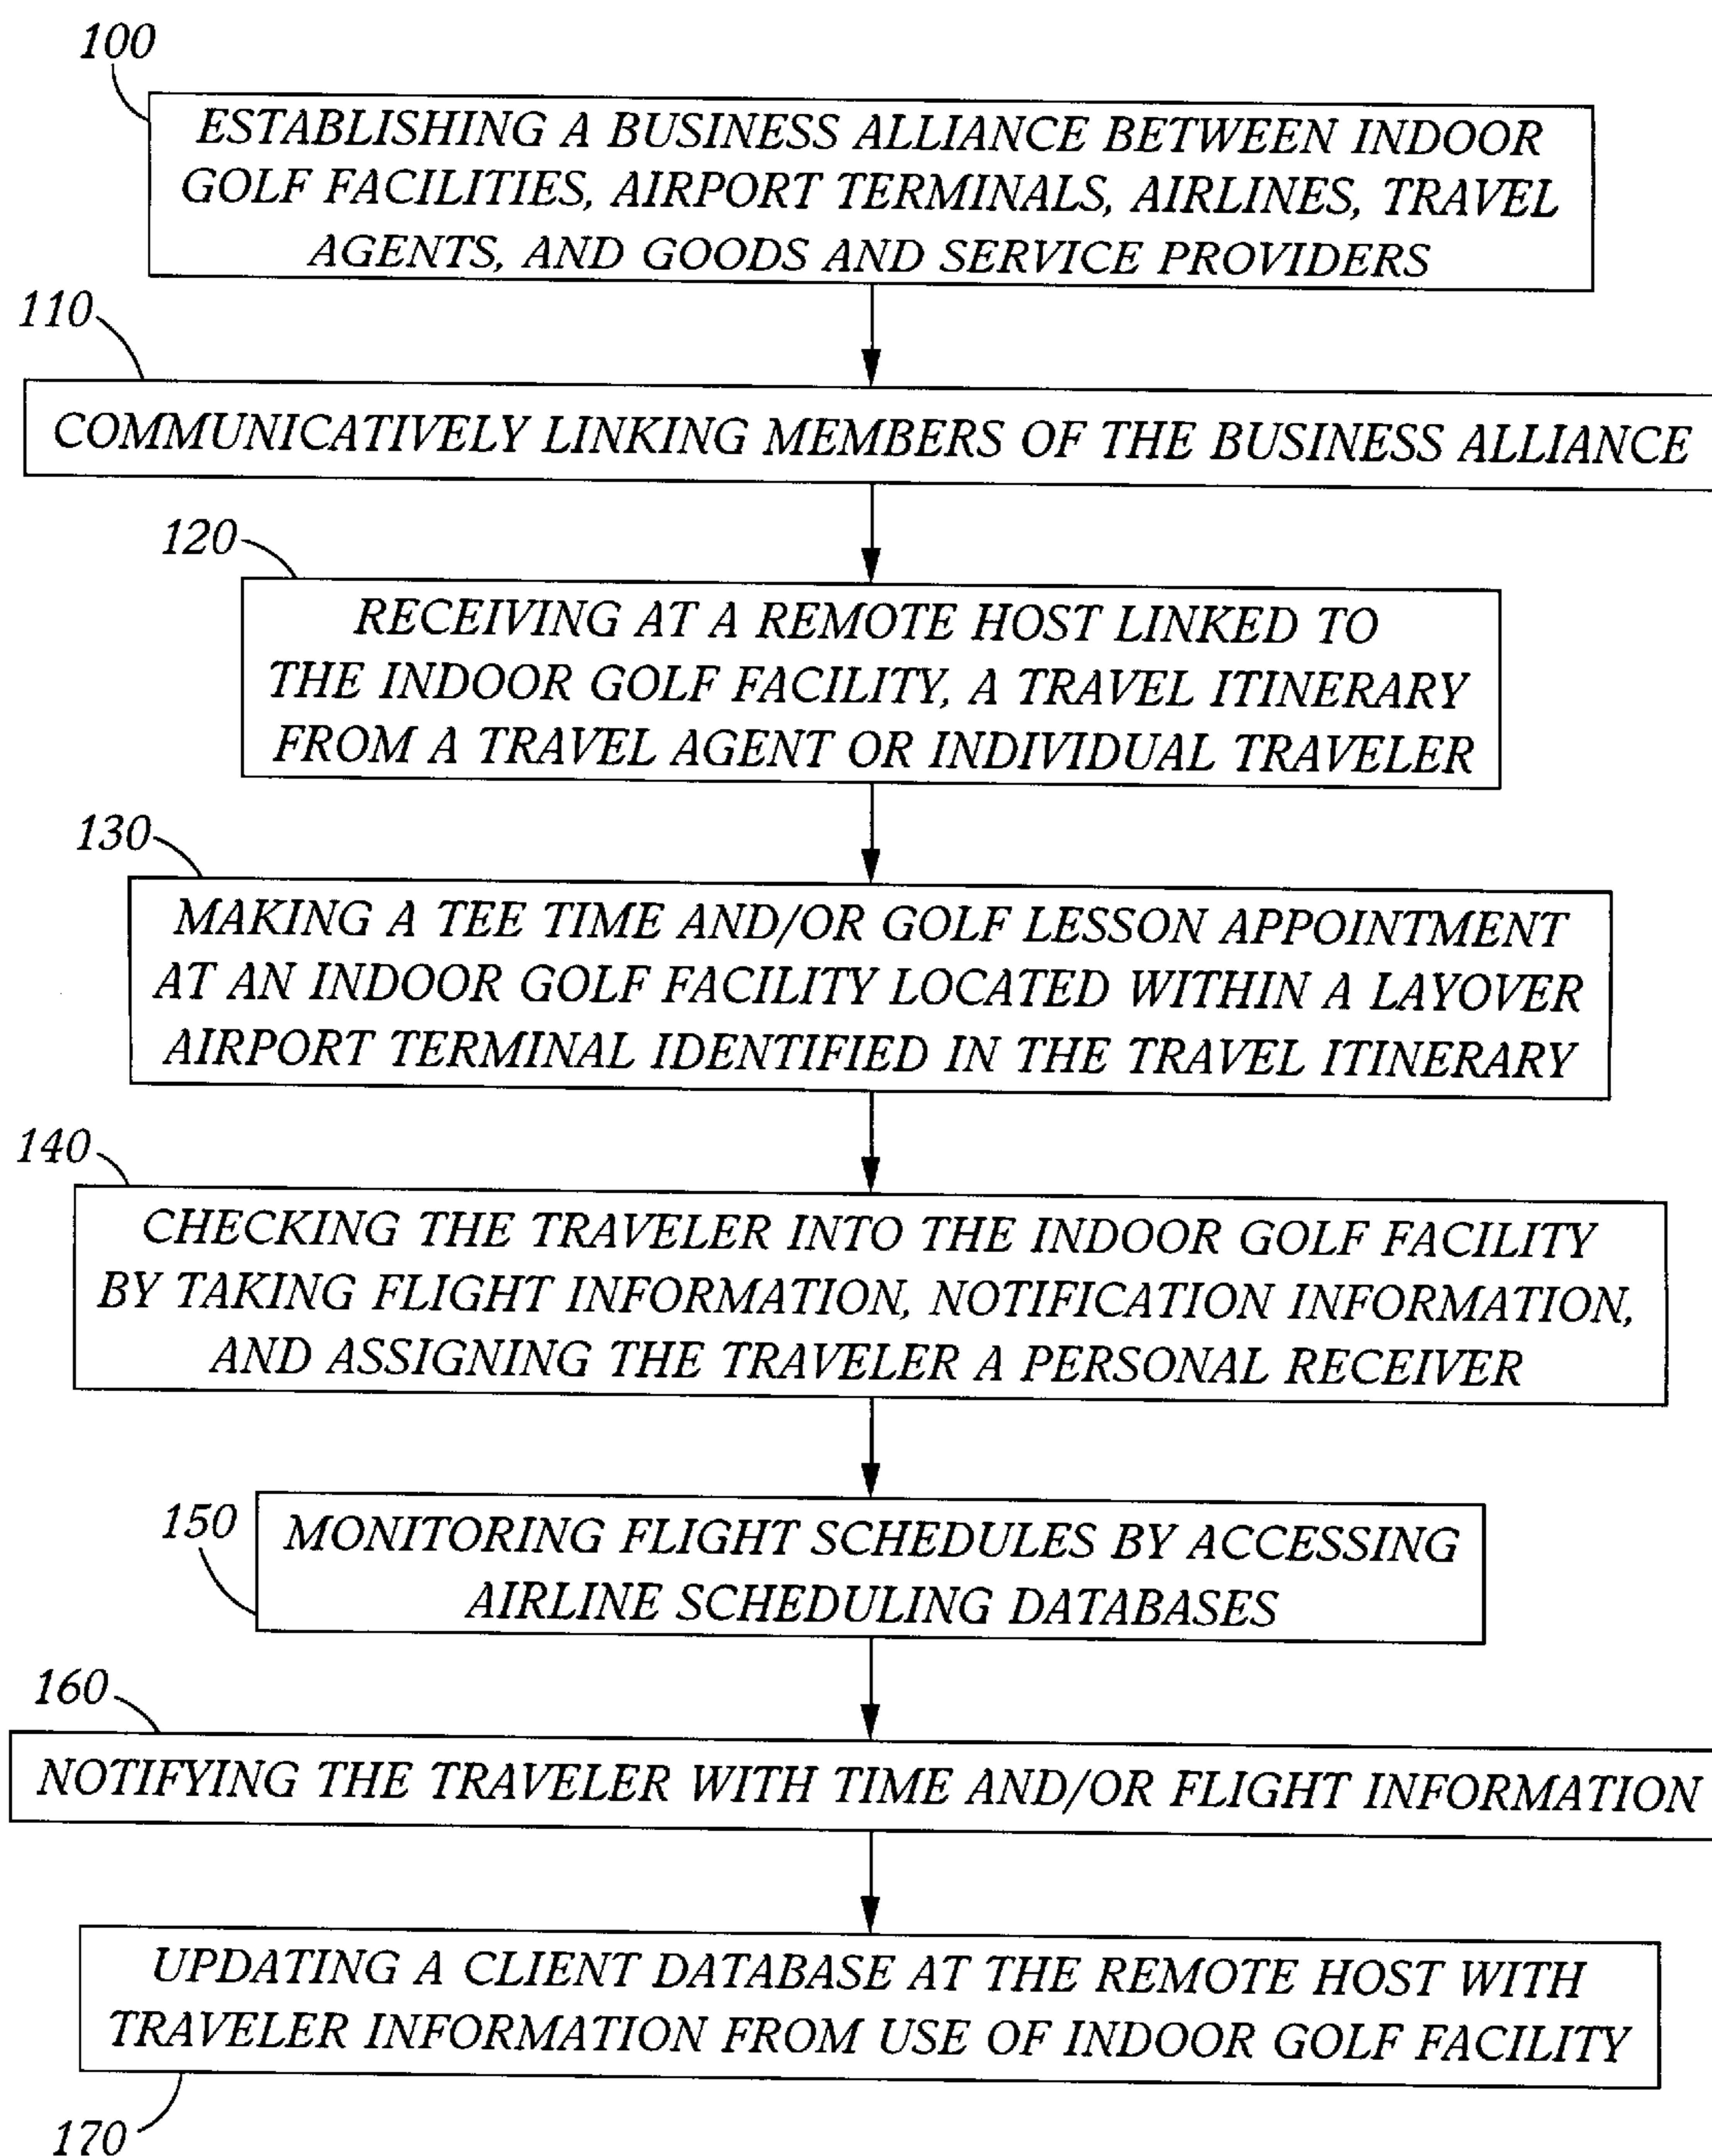 100
ESTABLISHING A BUSINESS ALLIANCE BETWEEN INDOOR
GOLF FACILITIES, AIRPORT TERMINALS, AIRLINES, TRAVEL
AGENTS, AND GOODS AND SERVICE PROVIDERS
110
COMMUNICATIVELY LINKING MEMBERS OF THE BUSINESS ALLIANCE
120
RECEIVING AT A REMOTE HOST LINKED TO
THE INDOOR GOLF FACILITY, A TRAVEL ITINERARY
FROM A TRAVEL AGENT OR INDIVIDUAL TRAVELER
130
MAKING A TEE TIME AND/OR GOLF LESSON APPOINTMENT
AT AN INDOOR GOLF FACILITY LOCATED WITHIN A LAYOVER
AIRPORT TERMINAL IDENTIFIED IN THE TRAVEL ITINERARY
140
CHECKING THE TRAVELER INTO THE INDOOR GOLF FACILITY
BY TAKING FLIGHT INFORMATION, NOTIFICATION INFORMATION,
AND ASSIGNING THE TRAVELER A PERSONAL RECEIVER
150
MONITORING FLIGHT SCHEDULES BY ACCESSING
AIRLINE SCHEDULING DATABASES
160
NOTIFYING THE TRAVELER WITH TIME AND/OR FLIGHT INFORMATION
UPDATING A CLIENT DATABASE AT THE REMOTE HOST WITH
TRAVELER INFORMATION FROM USE OF INDOOR GOLF FACILITY
170